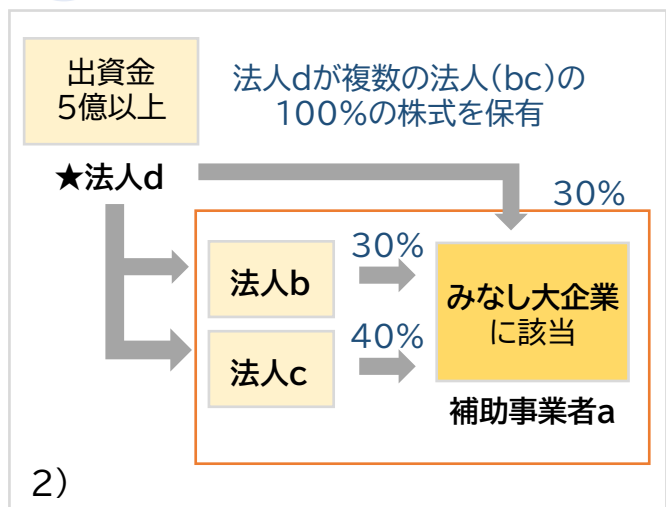 出資金
5億以上
法人dが複数の法人(bc)の
100%の株式を保有
★法人d
30%
法人b
30%
みなし大企業
に該当
法人c
40%
補助事業者a
2)